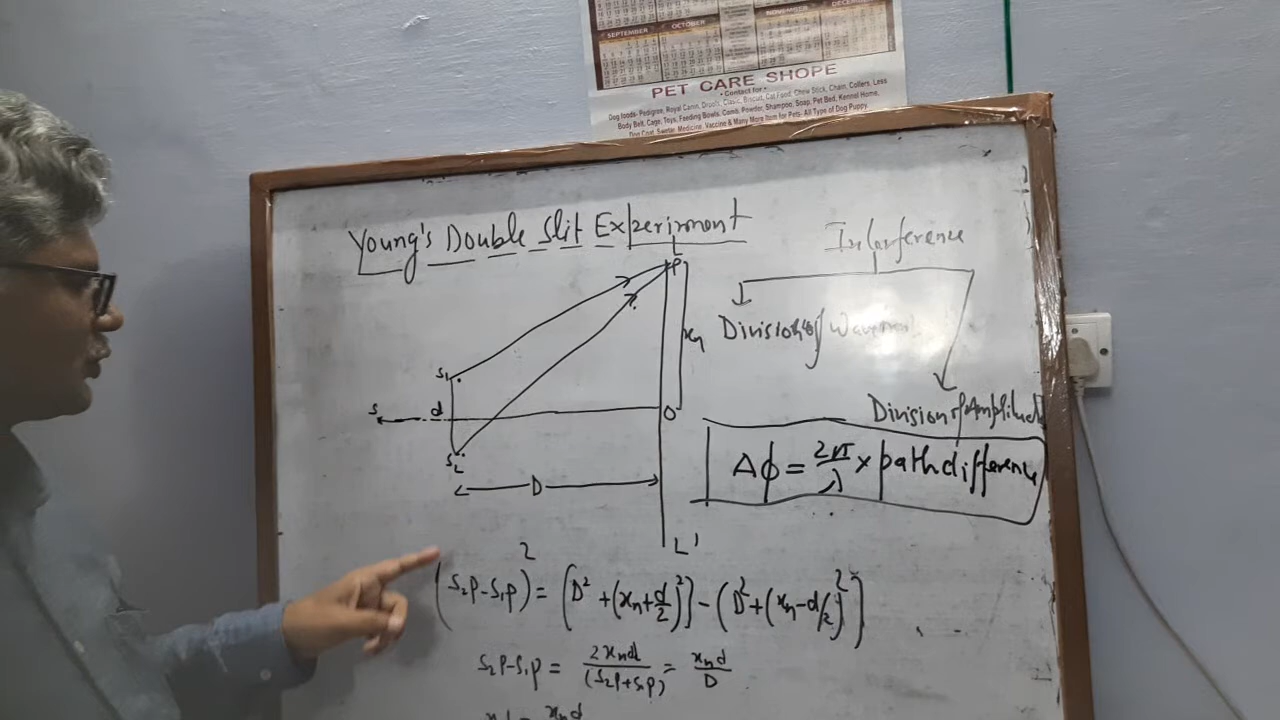 SEPTEMBER OCTOBER NOVEMBER
PET CARE SHOPE
• Contact for •
Dog foods- Pedigree, Royal Canin, Drools, Classic, Biscuit, Cat Food, Chew Stick, Chain, Collers, Less
Body Belt, Cage, Toys, Feeding Bowls, Comb, Powder, Shampoo, Soap, Pet Bed, Kennel Home,
Dog Coat, Sweter, Medicine, Vaccine & Many More Item for Pets- All Type of Dog Puppy
Young's Double Slit Experiment
Interference
L
P
Division of
xₙ
S₁
S
d
O
Division of Amplitud
S₂
D
Δϕ = 2π/λ × path difference
L'
(S₂P-S₁P)² = (D² + (xₙ+d/2)²) - (D² + (xₙ-d/2)²)
S₂P-S₁P = 2xₙd/(S₂P+S₁P) = xₙd/D